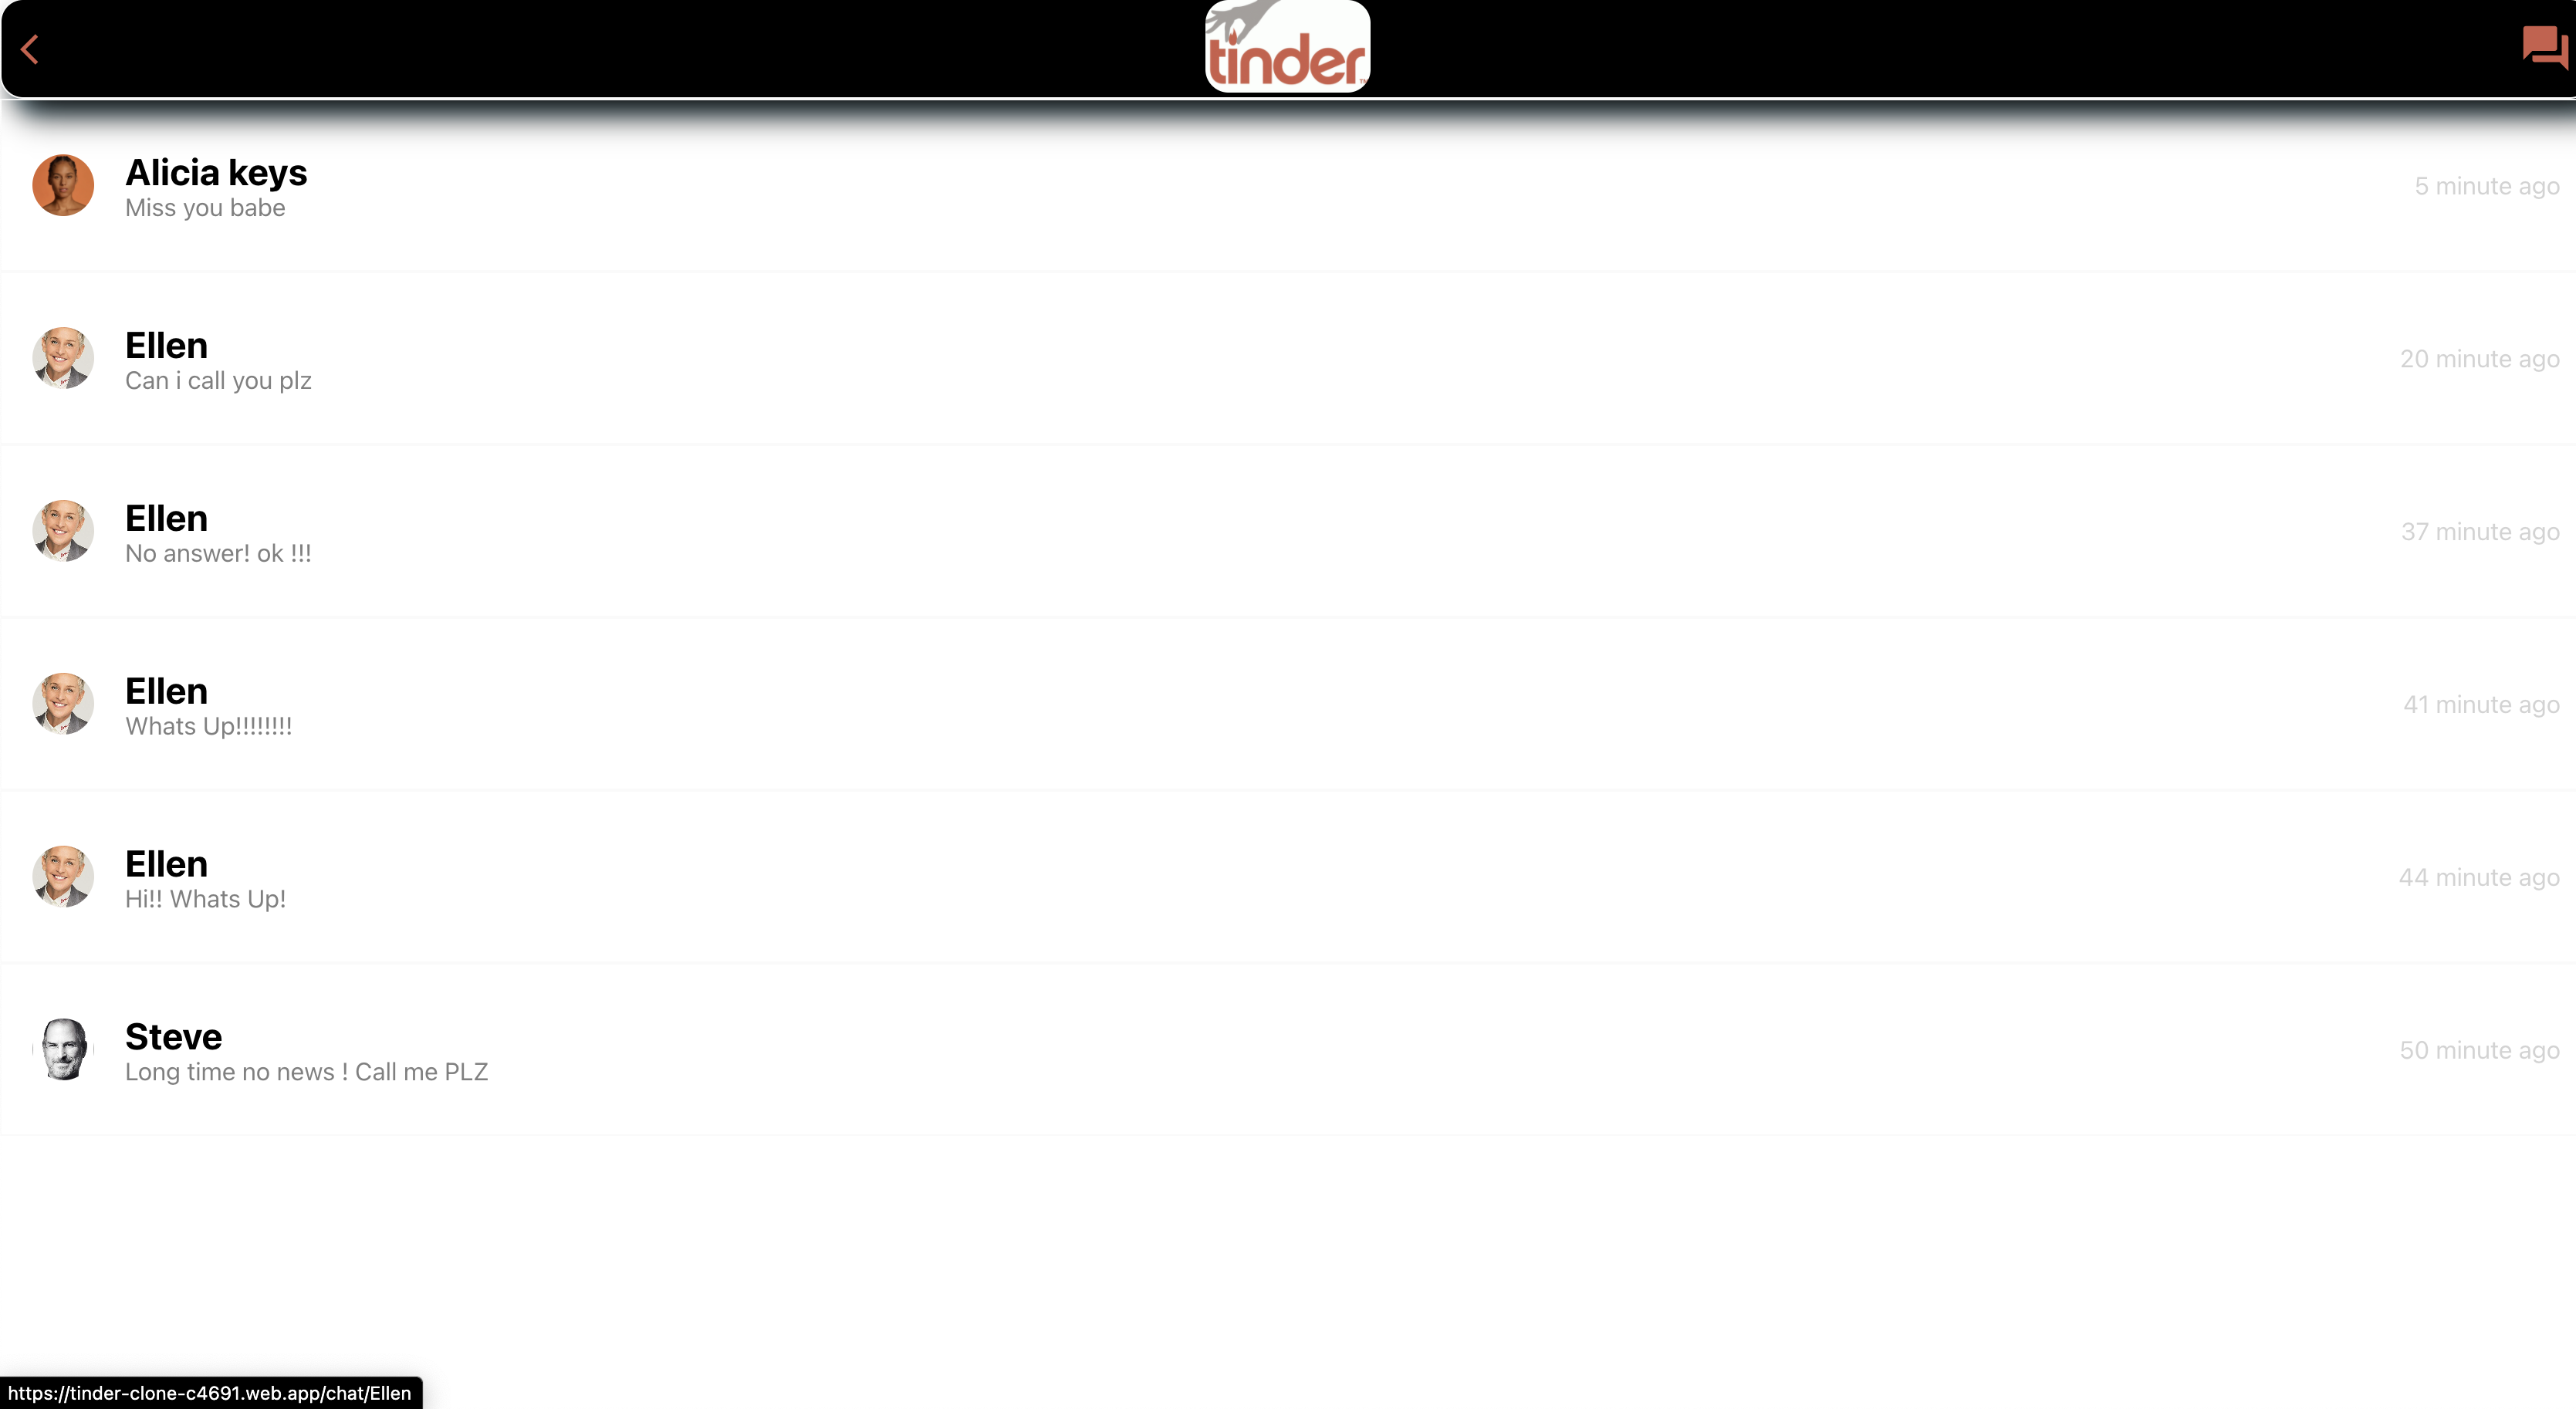 tinder
Alicia keys
Miss you babe
5 minute ago
Ellen
Can i call you plz
20 minute ago
Ellen
No answer! ok !!!
37 minute ago
Ellen
Whats Up!!!!!!!!
41 minute ago
Ellen
Hi!! Whats Up!
44 minute ago
Steve
Long time no news ! Call me PLZ
50 minute ago
https://tinder-clone-c4691.web.app/chat/Ellen